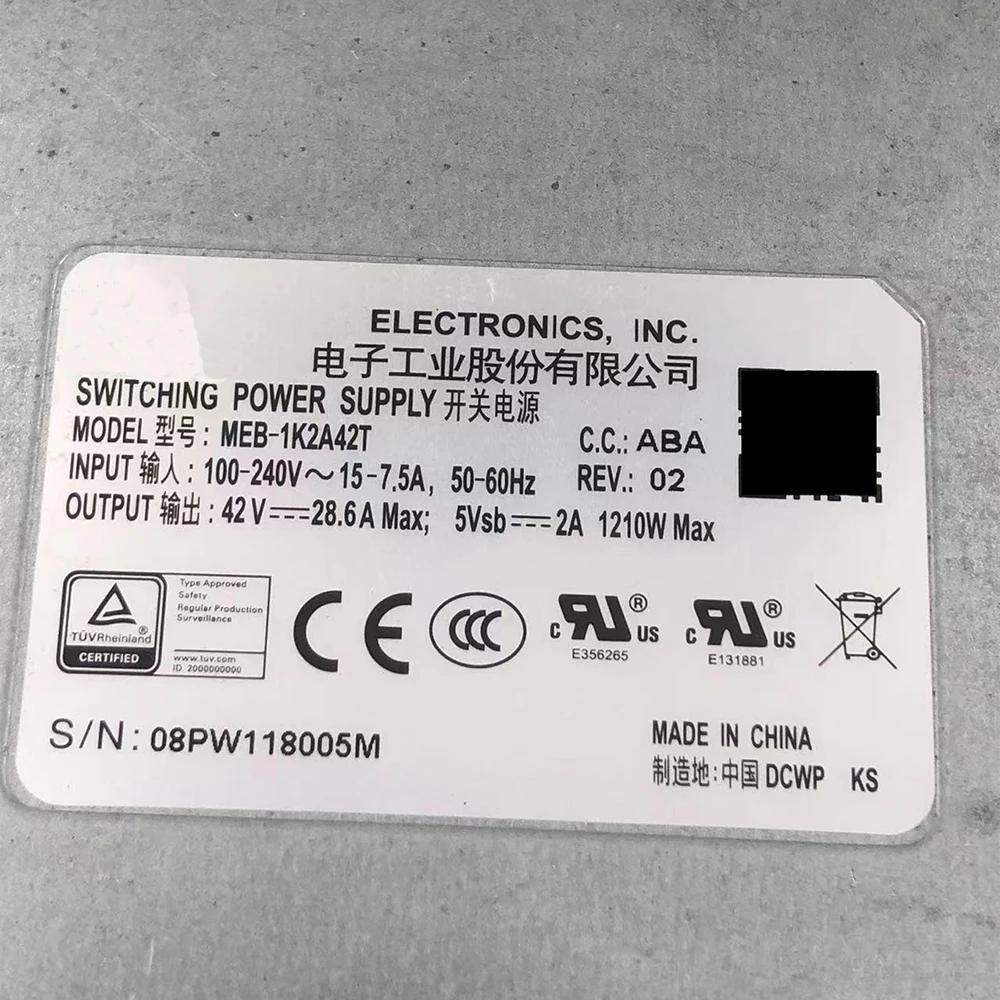 ELECTRONICS, INC.
电子工业股份有限公司
SWITCHING POWER SUPPLY 开关电源
MODEL 型号: MEB-1K2A42T C.C.: ABA
INPUT 输入: 100-240V～15-7.5A, 50-60Hz REV.: 02
OUTPUT 输出: 42V⎓28.6A Max; 5Vsb⎓2A 1210W Max
TÜVRheinland®
CERTIFIED
Type Approved
Safety
Regular Production
Surveillance
www.tuv.com
ID 2000000000
CE
CCC
c RU® US
E356265
c RU® US
E131881
S/N: 08PW118005M
MADE IN CHINA
制造地:中国 DCWP KS